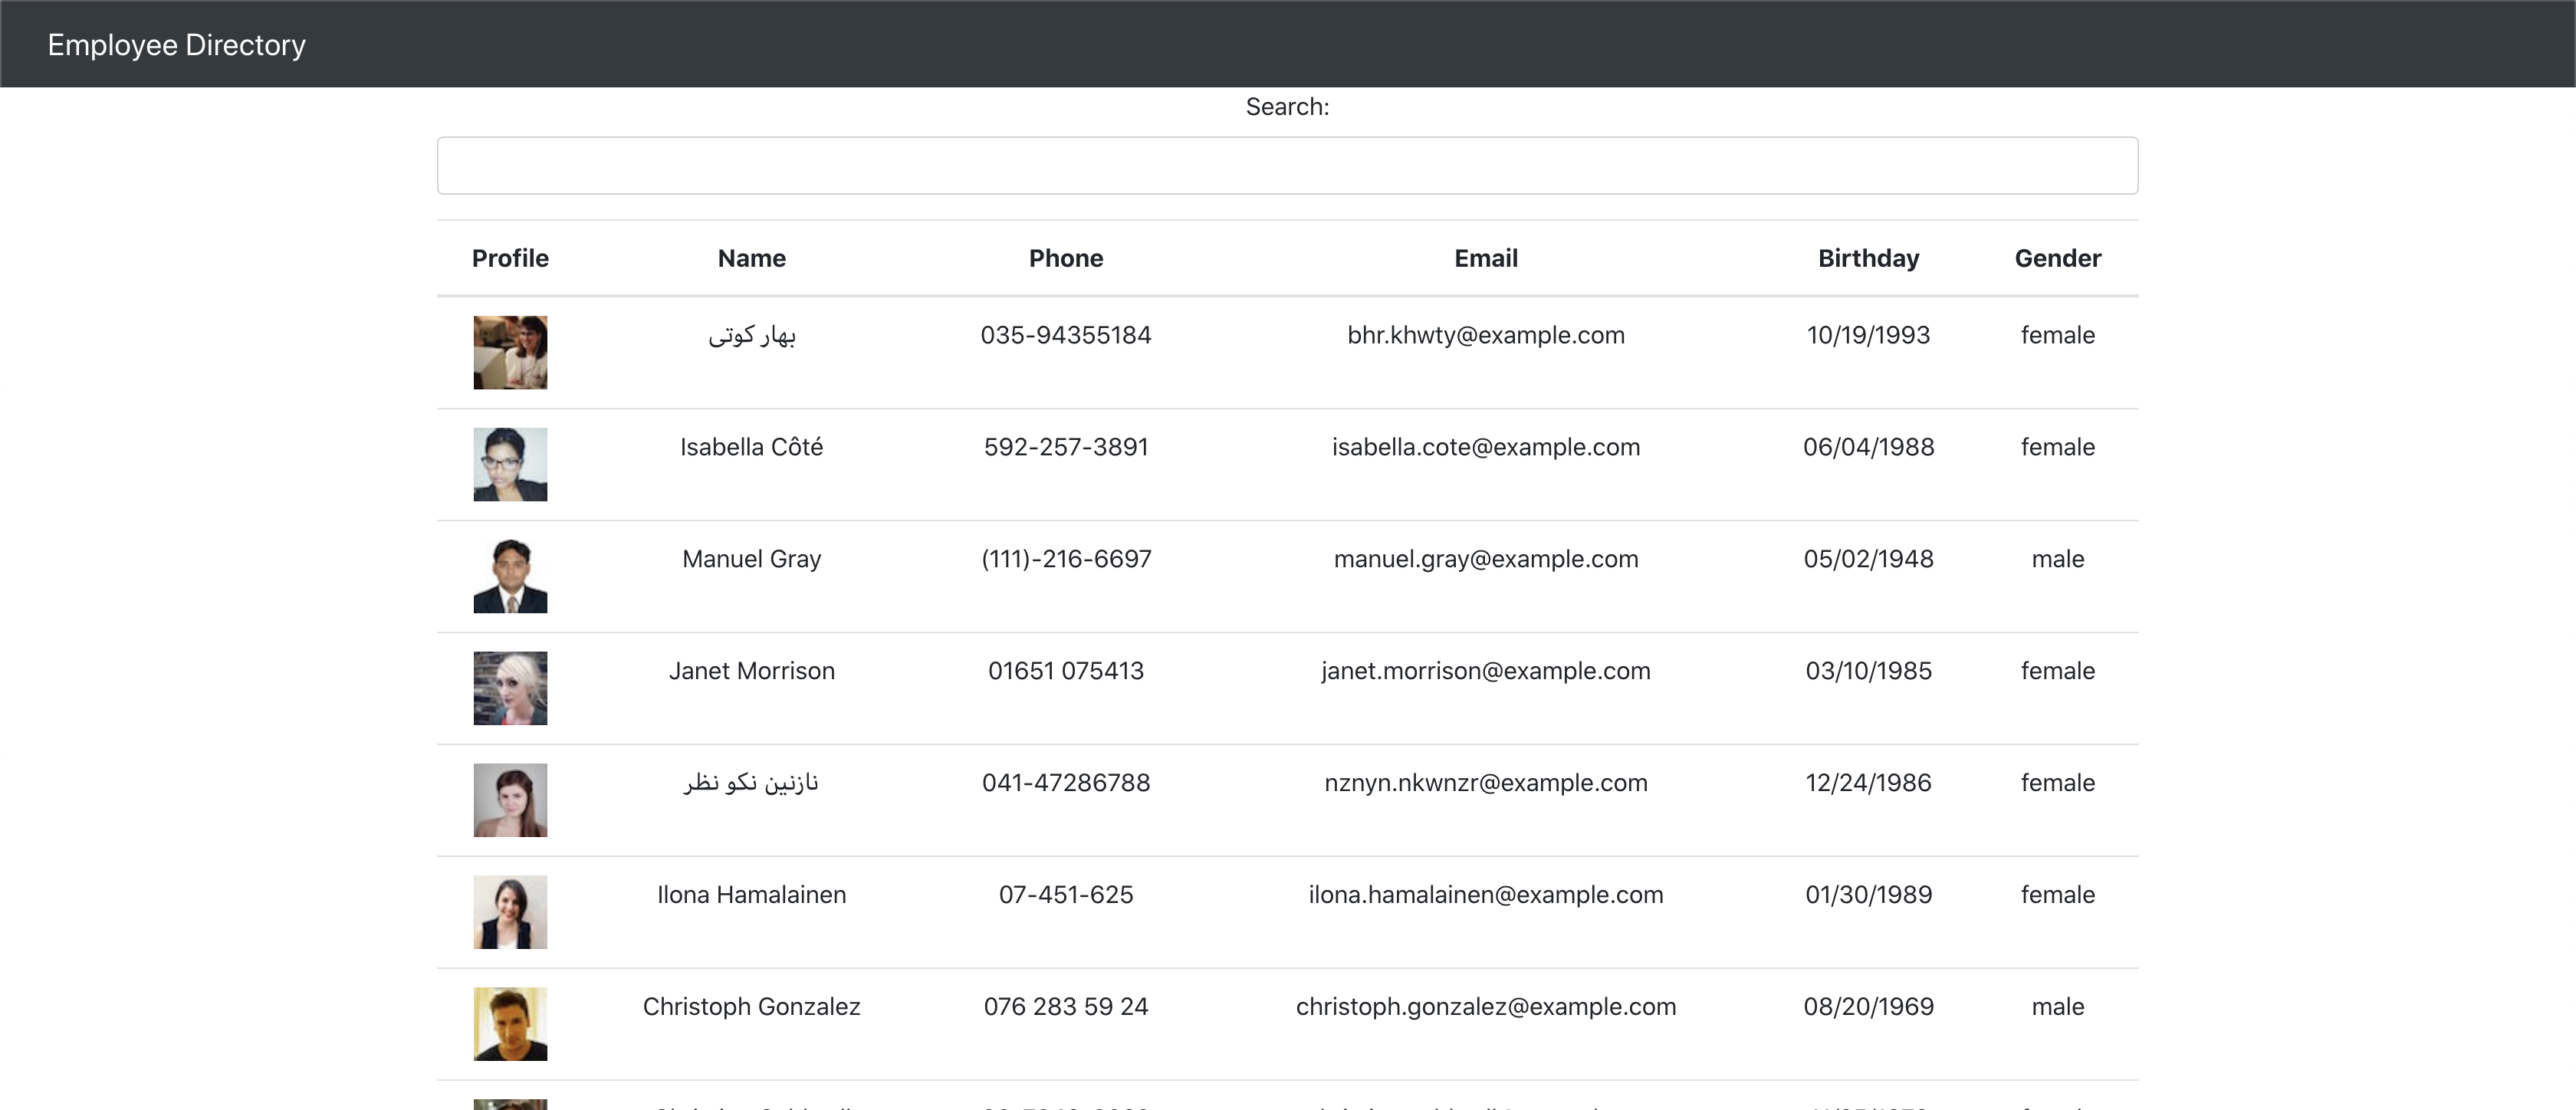 Employee Directory
Search:
Profile Name Phone Email Birthday Gender
بهار کوتی 035-94355184 bhr.khwty@example.com 10/19/1993 female
Isabella Côté 592-257-3891 isabella.cote@example.com 06/04/1988 female
Manuel Gray (111)-216-6697 manuel.gray@example.com 05/02/1948 male
Janet Morrison 01651 075413 janet.morrison@example.com 03/10/1985 female
نازنین نکو نظر 041-47286788 nznyn.nkwnzr@example.com 12/24/1986 female
Ilona Hamalainen 07-451-625 ilona.hamalainen@example.com 01/30/1989 female
Christoph Gonzalez 076 283 59 24 christoph.gonzalez@example.com 08/20/1969 male